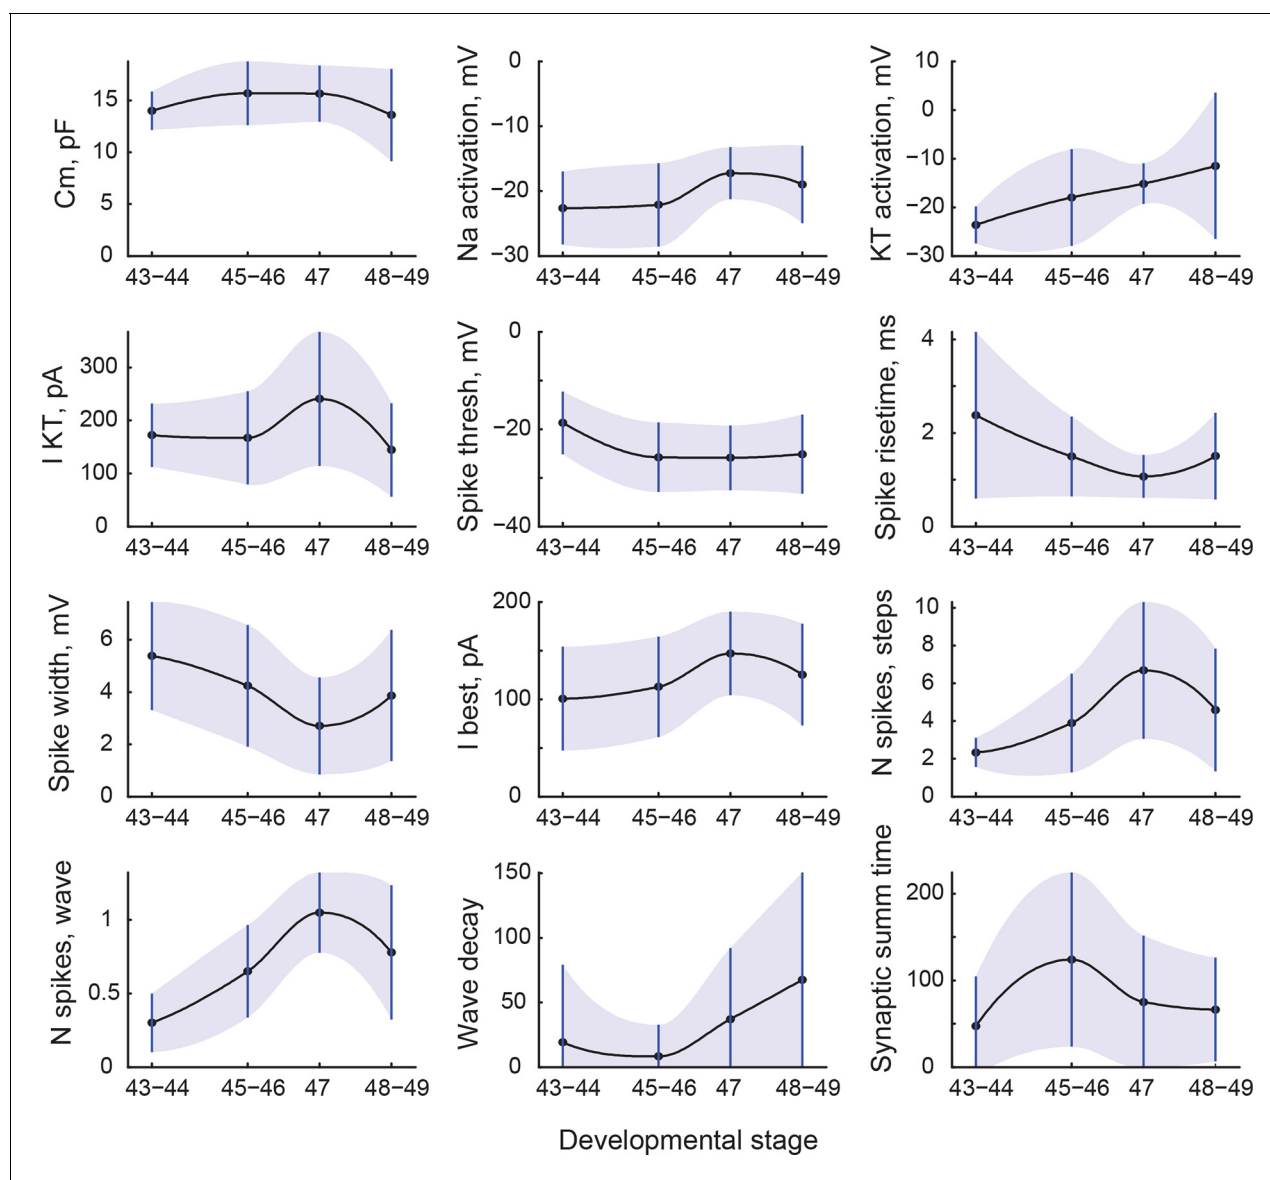 Cm, pF
15
10
5
0
43−44 45−46 47 48−49
Na activation, mV
0
−10
−20
−30
43−44 45−46 47 48−49
KT activation, mV
10
0
−10
−20
−30
43−44 45−46 47 48−49
I KT, pA
300
200
100
0
43−44 45−46 47 48−49
Spike thresh, mV
0
−20
−40
43−44 45−46 47 48−49
Spike risetime, ms
4
2
0
43−44 45−46 47 48−49
Spike width, mV
6
4
2
0
43−44 45−46 47 48−49
I best, pA
200
100
0
43−44 45−46 47 48−49
N spikes, steps
10
8
6
4
2
0
43−44 45−46 47 48−49
N spikes, wave
1
0.5
0
43−44 45−46 47 48−49
Wave decay
150
100
50
0
43−44 45−46 47 48−49
Synaptic summ time
200
100
0
43−44 45−46 47 48−49
Developmental stage